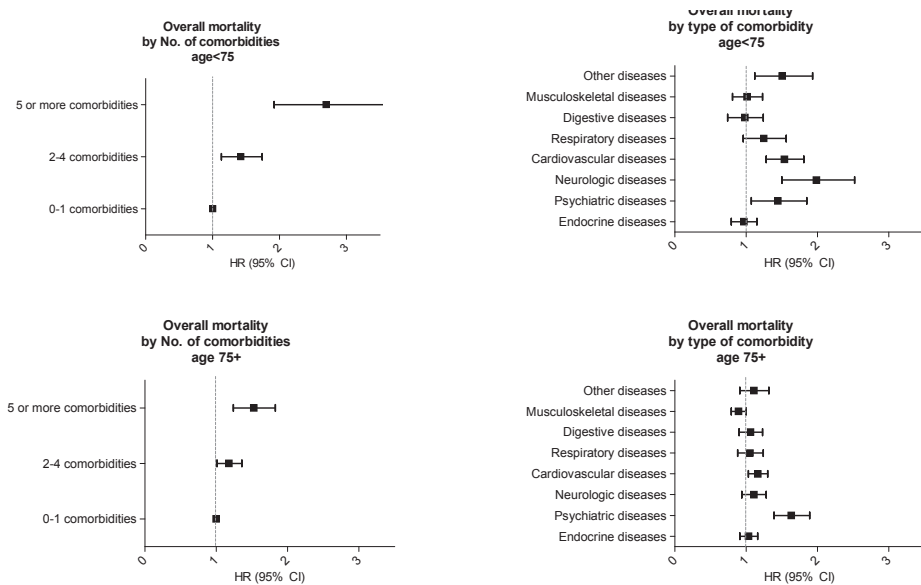 Overall mortality
by No. of comorbidities
age<75
5 or more comorbidities
2-4 comorbidities
0-1 comorbidities
0
1
2
3
HR (95% CI)
Overall mortality
by type of comorbidity
age<75
Other diseases
Musculoskeletal diseases
Digestive diseases
Respiratory diseases
Cardiovascular diseases
Neurologic diseases
Psychiatric diseases
Endocrine diseases
0
1
2
3
HR (95% CI)
Overall mortality
by No. of comorbidities
age 75+
5 or more comorbidities
2-4 comorbidities
0-1 comorbidities
0
1
2
3
HR (95% CI)
Overall mortality
by type of comorbidity
age 75+
Other diseases
Musculoskeletal diseases
Digestive diseases
Respiratory diseases
Cardiovascular diseases
Neurologic diseases
Psychiatric diseases
Endocrine diseases
0
1
2
3
HR (95% CI)